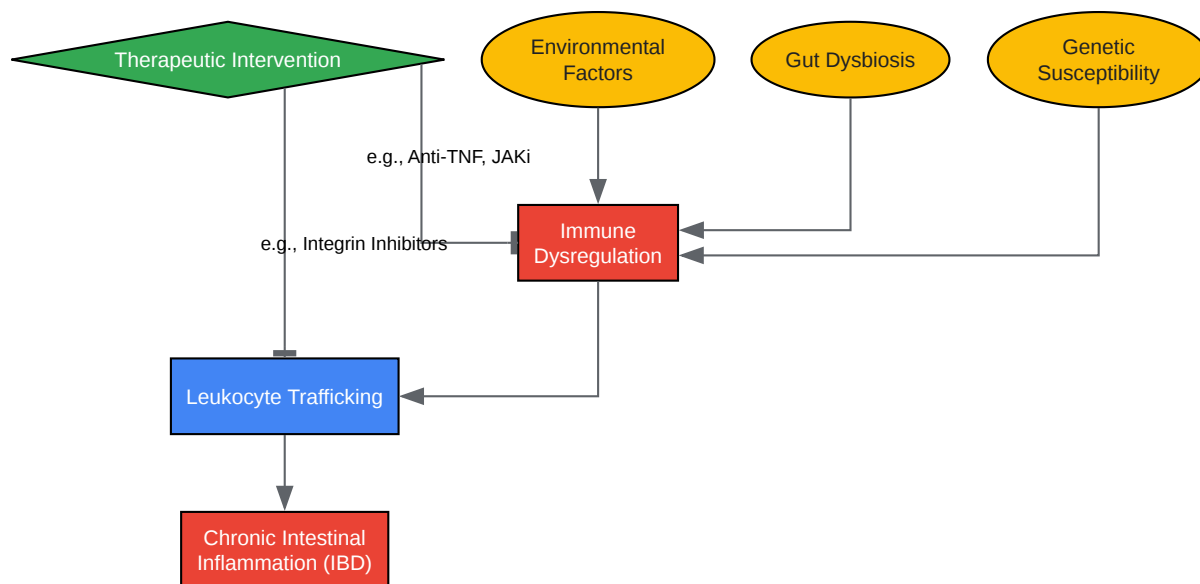 Therapeutic Intervention
Environmental
Factors
Gut Dysbiosis
Genetic
Susceptibility
e.g., Anti-TNF, JAKi
Immune
Dysregulation
e.g., Integrin Inhibitors
Leukocyte Trafficking
Chronic Intestinal
Inflammation (IBD)